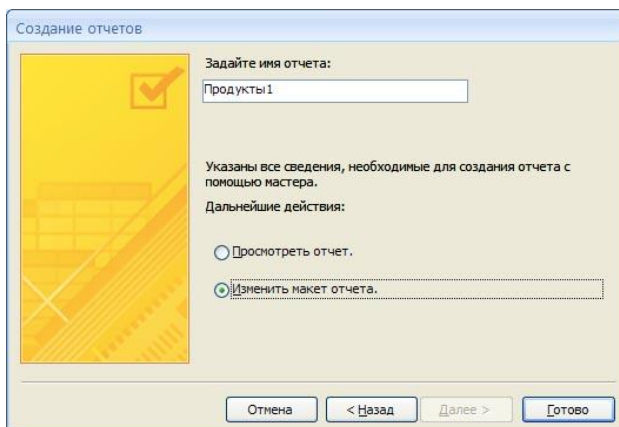 Создание отчетов
Задайте имя отчета:
Продукты1
Указаны все сведения, необходимые для создания отчета с
помощью мастера.
Дальнейшие действия:
Просмотреть отчет.
Изменить макет отчета.
Отмена
< Назад
Далее >
Готово